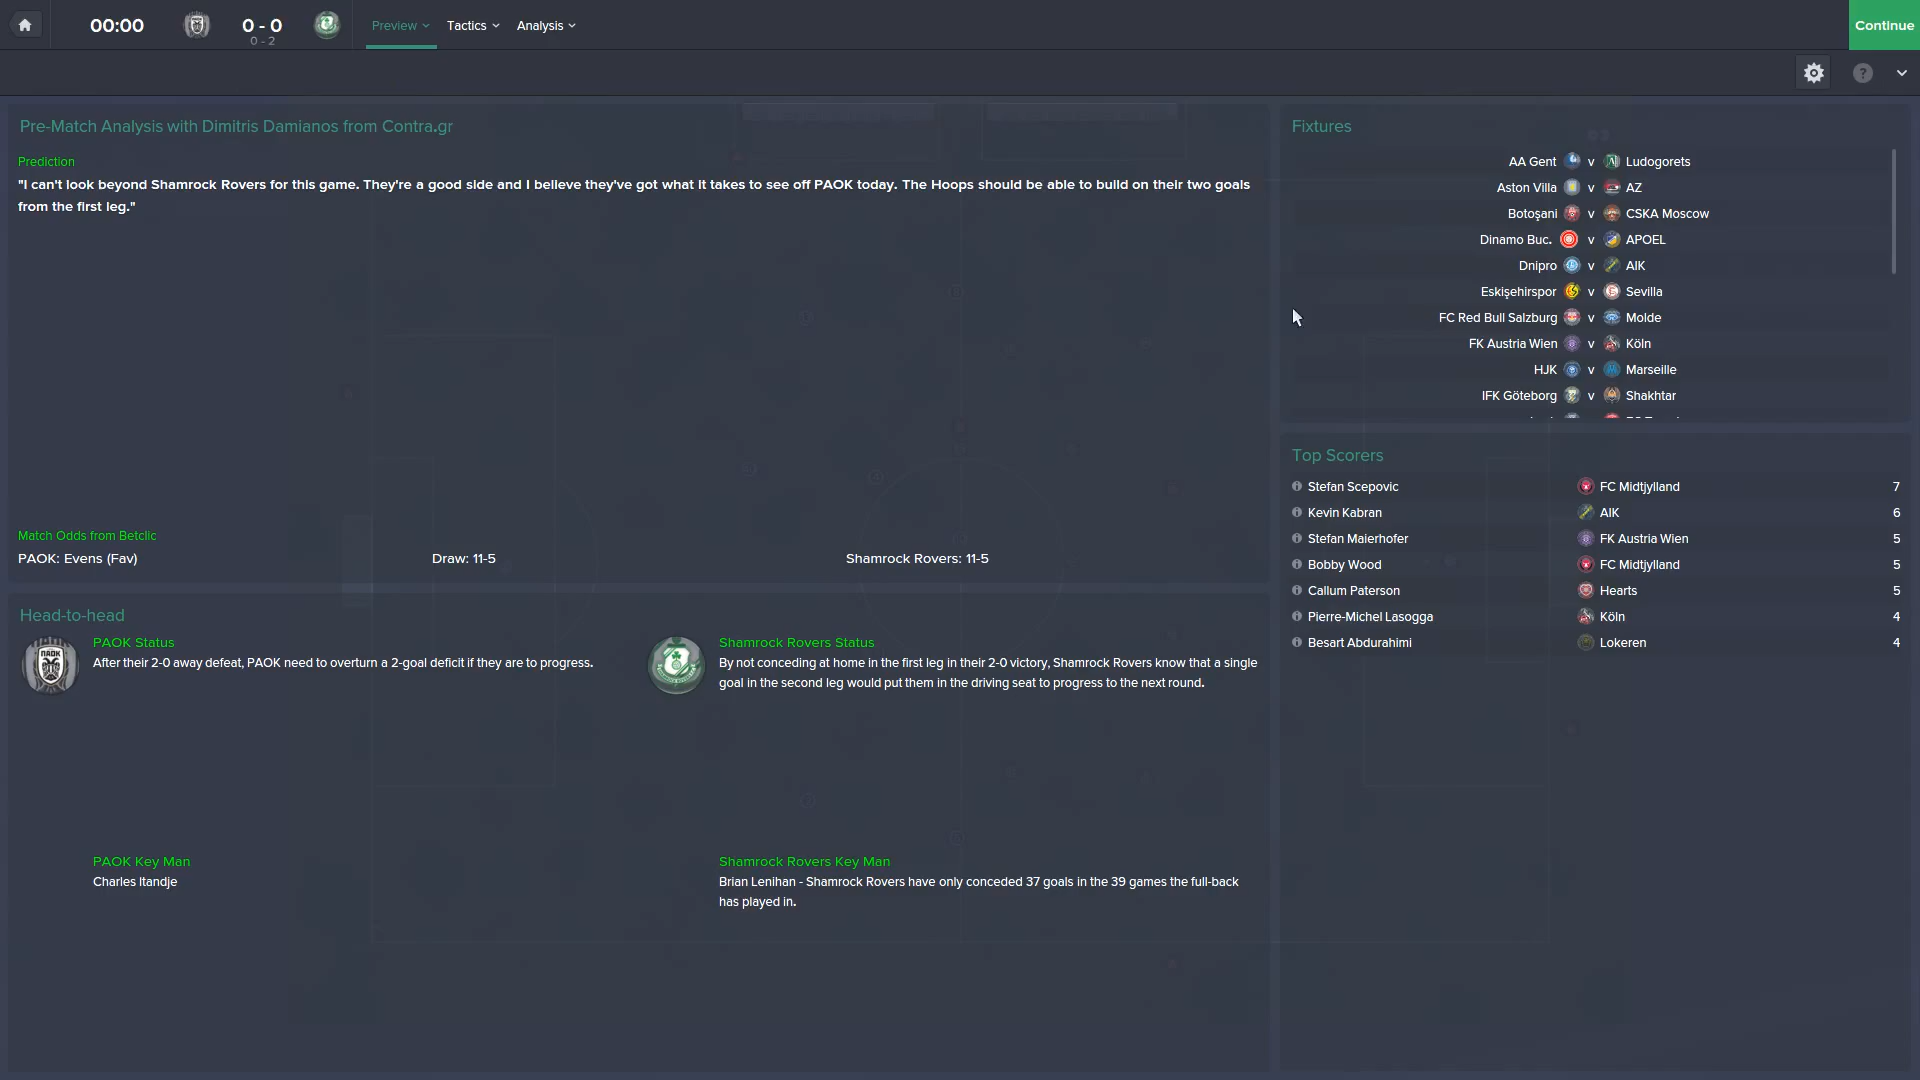 00:00
0 - 0
0 - 2
Preview
Tactics
Analysis
Continue
Pre-Match Analysis with Dimitris Damianos from Contra.gr
Prediction
"I can't look beyond Shamrock Rovers for this game. They're a good side and I believe they've got what it takes to see off PAOK today. The Hoops should be able to build on their two goals
from the first leg."
Match Odds from Betclic
PAOK: Evens (Fav)
Draw: 11-5
Shamrock Rovers: 11-5
Head-to-head
PAOK Status
After their 2-0 away defeat, PAOK need to overturn a 2-goal deficit if they are to progress.
Shamrock Rovers Status
By not conceding at home in the first leg in their 2-0 victory, Shamrock Rovers know that a single
goal in the second leg would put them in the driving seat to progress to the next round.
PAOK Key Man
Charles Itandje
Shamrock Rovers Key Man
Brian Lenihan - Shamrock Rovers have only conceded 37 goals in the 39 games the full-back
has played in.
Fixtures
AA Gent v Ludogorets
Aston Villa v AZ
Botoşani v CSKA Moscow
Dinamo Buc. v APOEL
Dnipro v AIK
Eskişehirspor v Sevilla
FC Red Bull Salzburg v Molde
FK Austria Wien v Köln
HJK v Marseille
IFK Göteborg v Shakhtar
Top Scorers
Stefan Scepovic FC Midtjylland 7
Kevin Kabran AIK 6
Stefan Maierhofer FK Austria Wien 5
Bobby Wood FC Midtjylland 5
Callum Paterson Hearts 5
Pierre-Michel Lasogga Köln 4
Besart Abdurahimi Lokeren 4